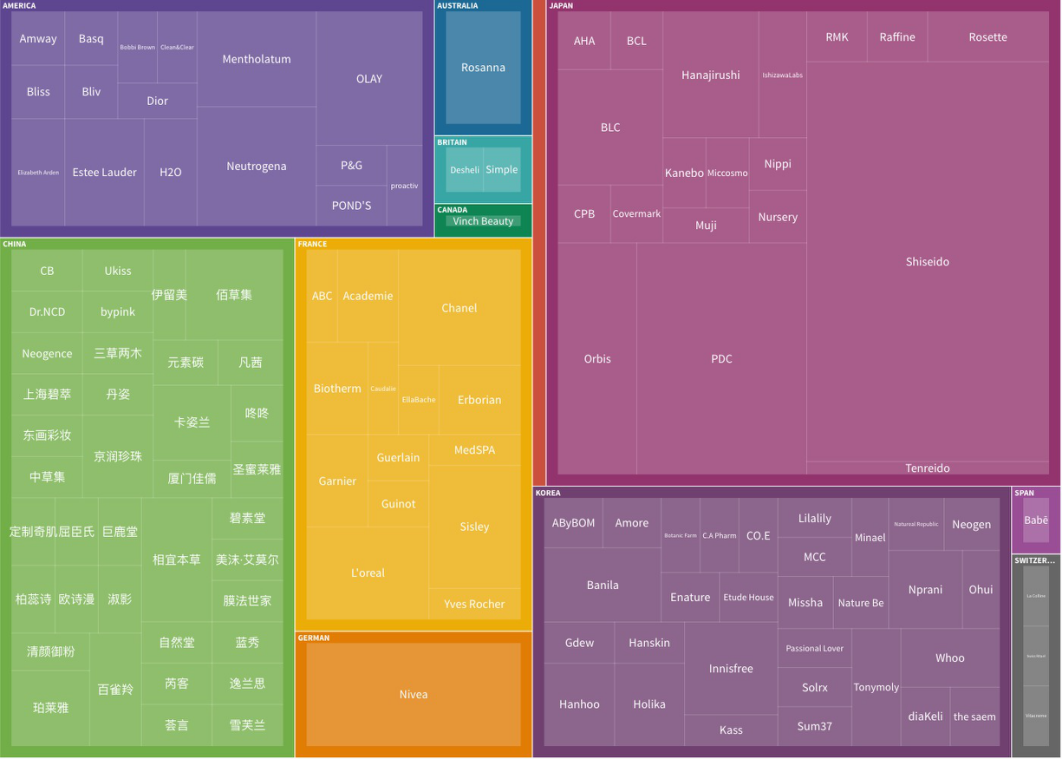 AMERICA
Amway
Basq
Bobbi Brown
Clean&Clear
Mentholatum
OLAY
Bliss
Bliv
Dior
Elizabeth Arden
Estee Lauder
H2O
Neutrogena
P&G
POND'S
proactiv
AUSTRALIA
Rosanna
BRITAIN
Desheli
Simple
CANADA
Vinch Beauty
JAPAN
AHA
BCL
Hanajirushi
IshizawaLabs
RMK
Raffine
Rosette
BLC
Kanebo
Miccosmo
Nippi
CPB
Covermark
Muji
Nursery
Shiseido
Orbis
PDC
Tenreido
CHINA
CB
Ukiss
伊留美
佰草集
Dr.NCD
bypink
Neogence
三草两木
元素碳
凡茜
上海碧萃
丹姿
卡姿兰
咚咚
东画彩妆
京润珍珠
中草集
厦门佳儒
圣蜜莱雅
定制奇肌
屈臣氏
巨鹿堂
相宜本草
碧素堂
美沫·艾莫尔
柏蕊诗
欧诗漫
淑影
膜法世家
清颜御粉
百雀羚
自然堂
蓝秀
珀莱雅
芮客
逸兰思
荟言
雪芙兰
FRANCE
ABC
Academie
Chanel
Biotherm
Caudalie
EllaBache
Erborian
Garnier
Guerlain
MedSPA
Guinot
Sisley
L'oreal
Yves Rocher
GERMAN
Nivea
KOREA
AByBOM
Amore
Botanic Farm
C.A Pharm
CO.E
Lilalily
Minael
Naturnal Republic
Neogen
MCC
Banila
Enature
Etude House
Missha
Nature Be
Nprani
Ohui
Gdew
Hanskin
Innisfree
Passional Lover
Whoo
Hanhoo
Holika
Solrx
Tonymoly
Kass
Sum37
diaKeli
the saem
SPAN
Babē
SWITZER...